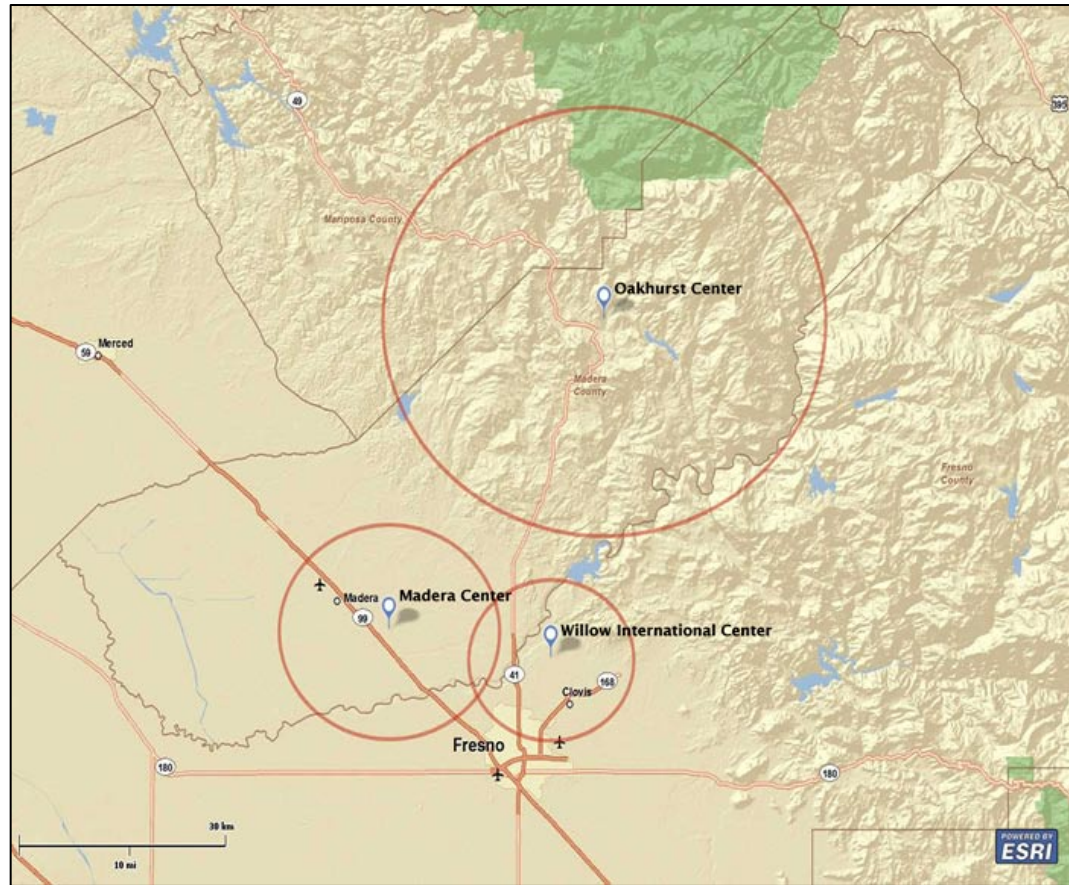 49
395
Mariposa County
Oakhurst Center
59
Merced
Madera
County
Fresno
County
Madera
Madera Center
99
Willow International Center
41
168
Clovis
Fresno
180
180
30 km
10 mi
POWERED BY
ESRI